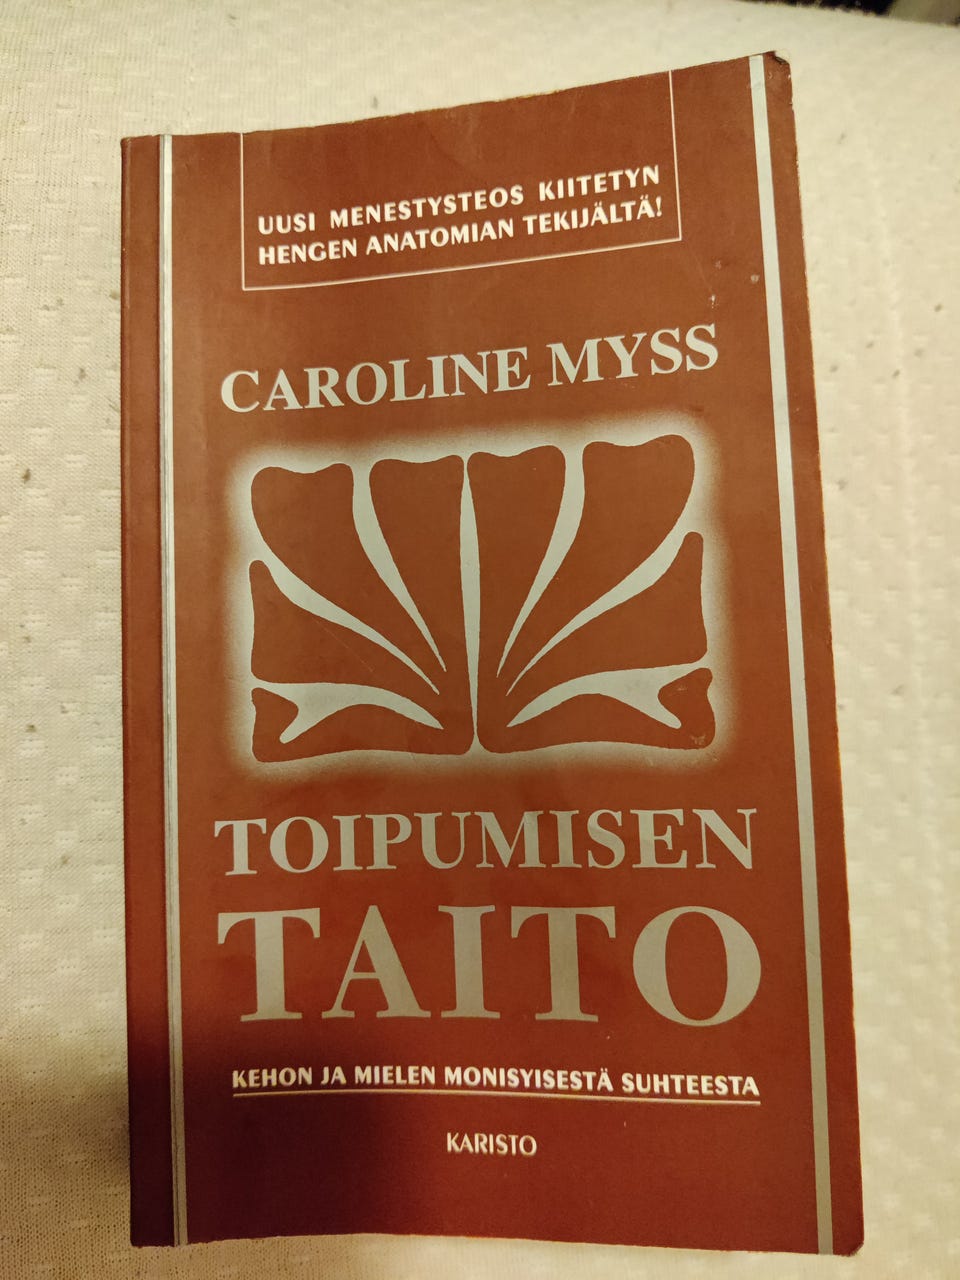 UUSI MENESTYSTEOS KIITETYN
HENGEN ANATOMIAN TEKIJÄLTÄ!
CAROLINE MYSS
TOIPUMISEN
TAITO
KEHON JA MIELEN MONISYISESTÄ SUHTEESTA
KARISTO